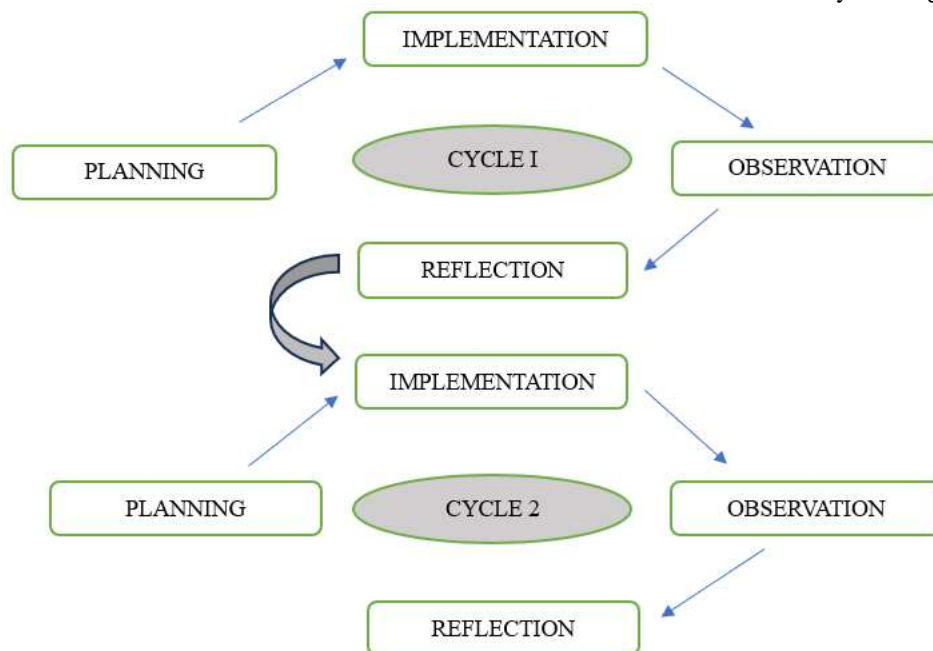 IMPLEMENTATION
PLANNING
CYCLE I
OBSERVATION
REFLECTION
IMPLEMENTATION
PLANNING
CYCLE 2
OBSERVATION
REFLECTION